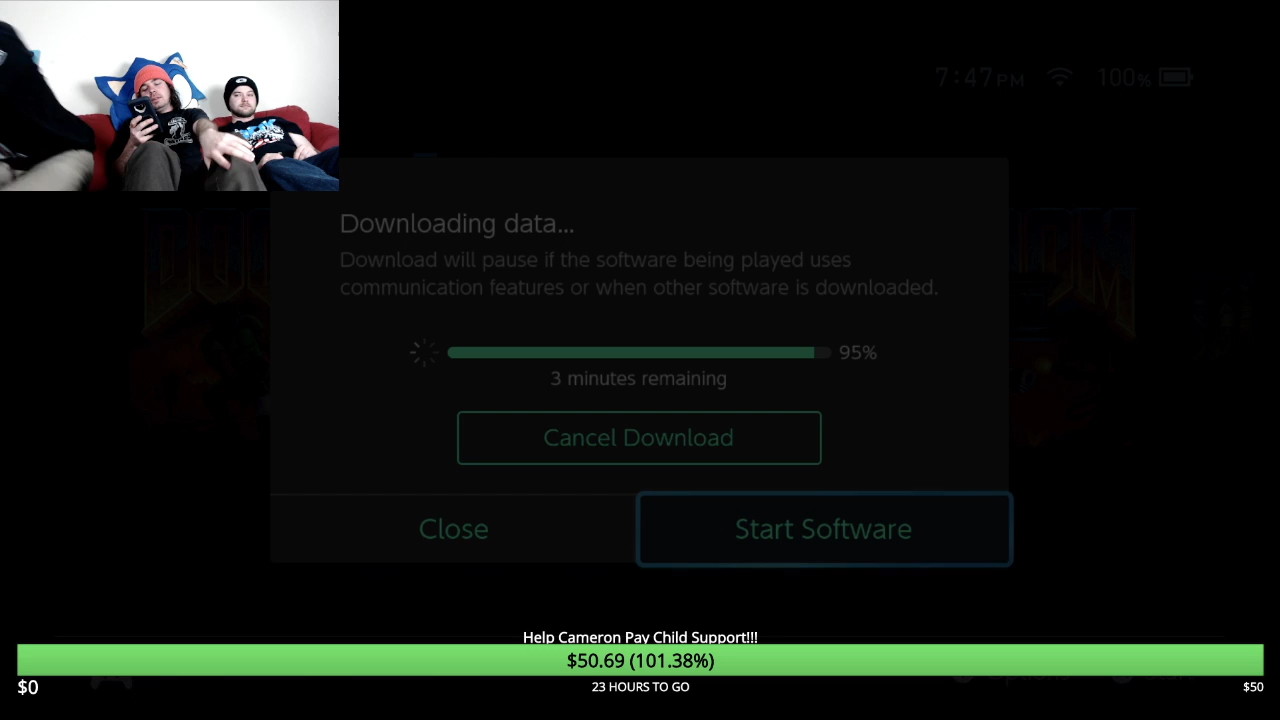 7:47 PM 100%
Downloading data...
Download will pause if the software being played uses
communication features or when other software is downloaded.
95%
3 minutes remaining
Cancel Download
Close Start Software
Help Cameron Pay Child Support!!!
$50.69 (101.38%)
$0 23 HOURS TO GO $50